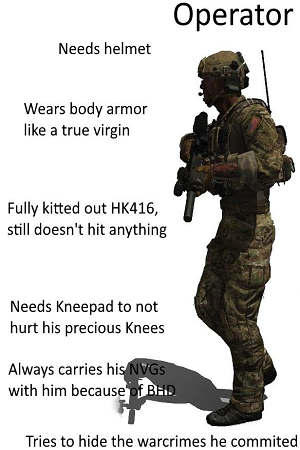 Operator
Needs helmet
Wears body armor
like a true virgin
Fully kitted out HK416,
still doesn't hit anything
Needs Kneepad to not
hurt his precious Knees
Always carries his NVGs
with him because of BHD
Tries to hide the warcrimes he commited